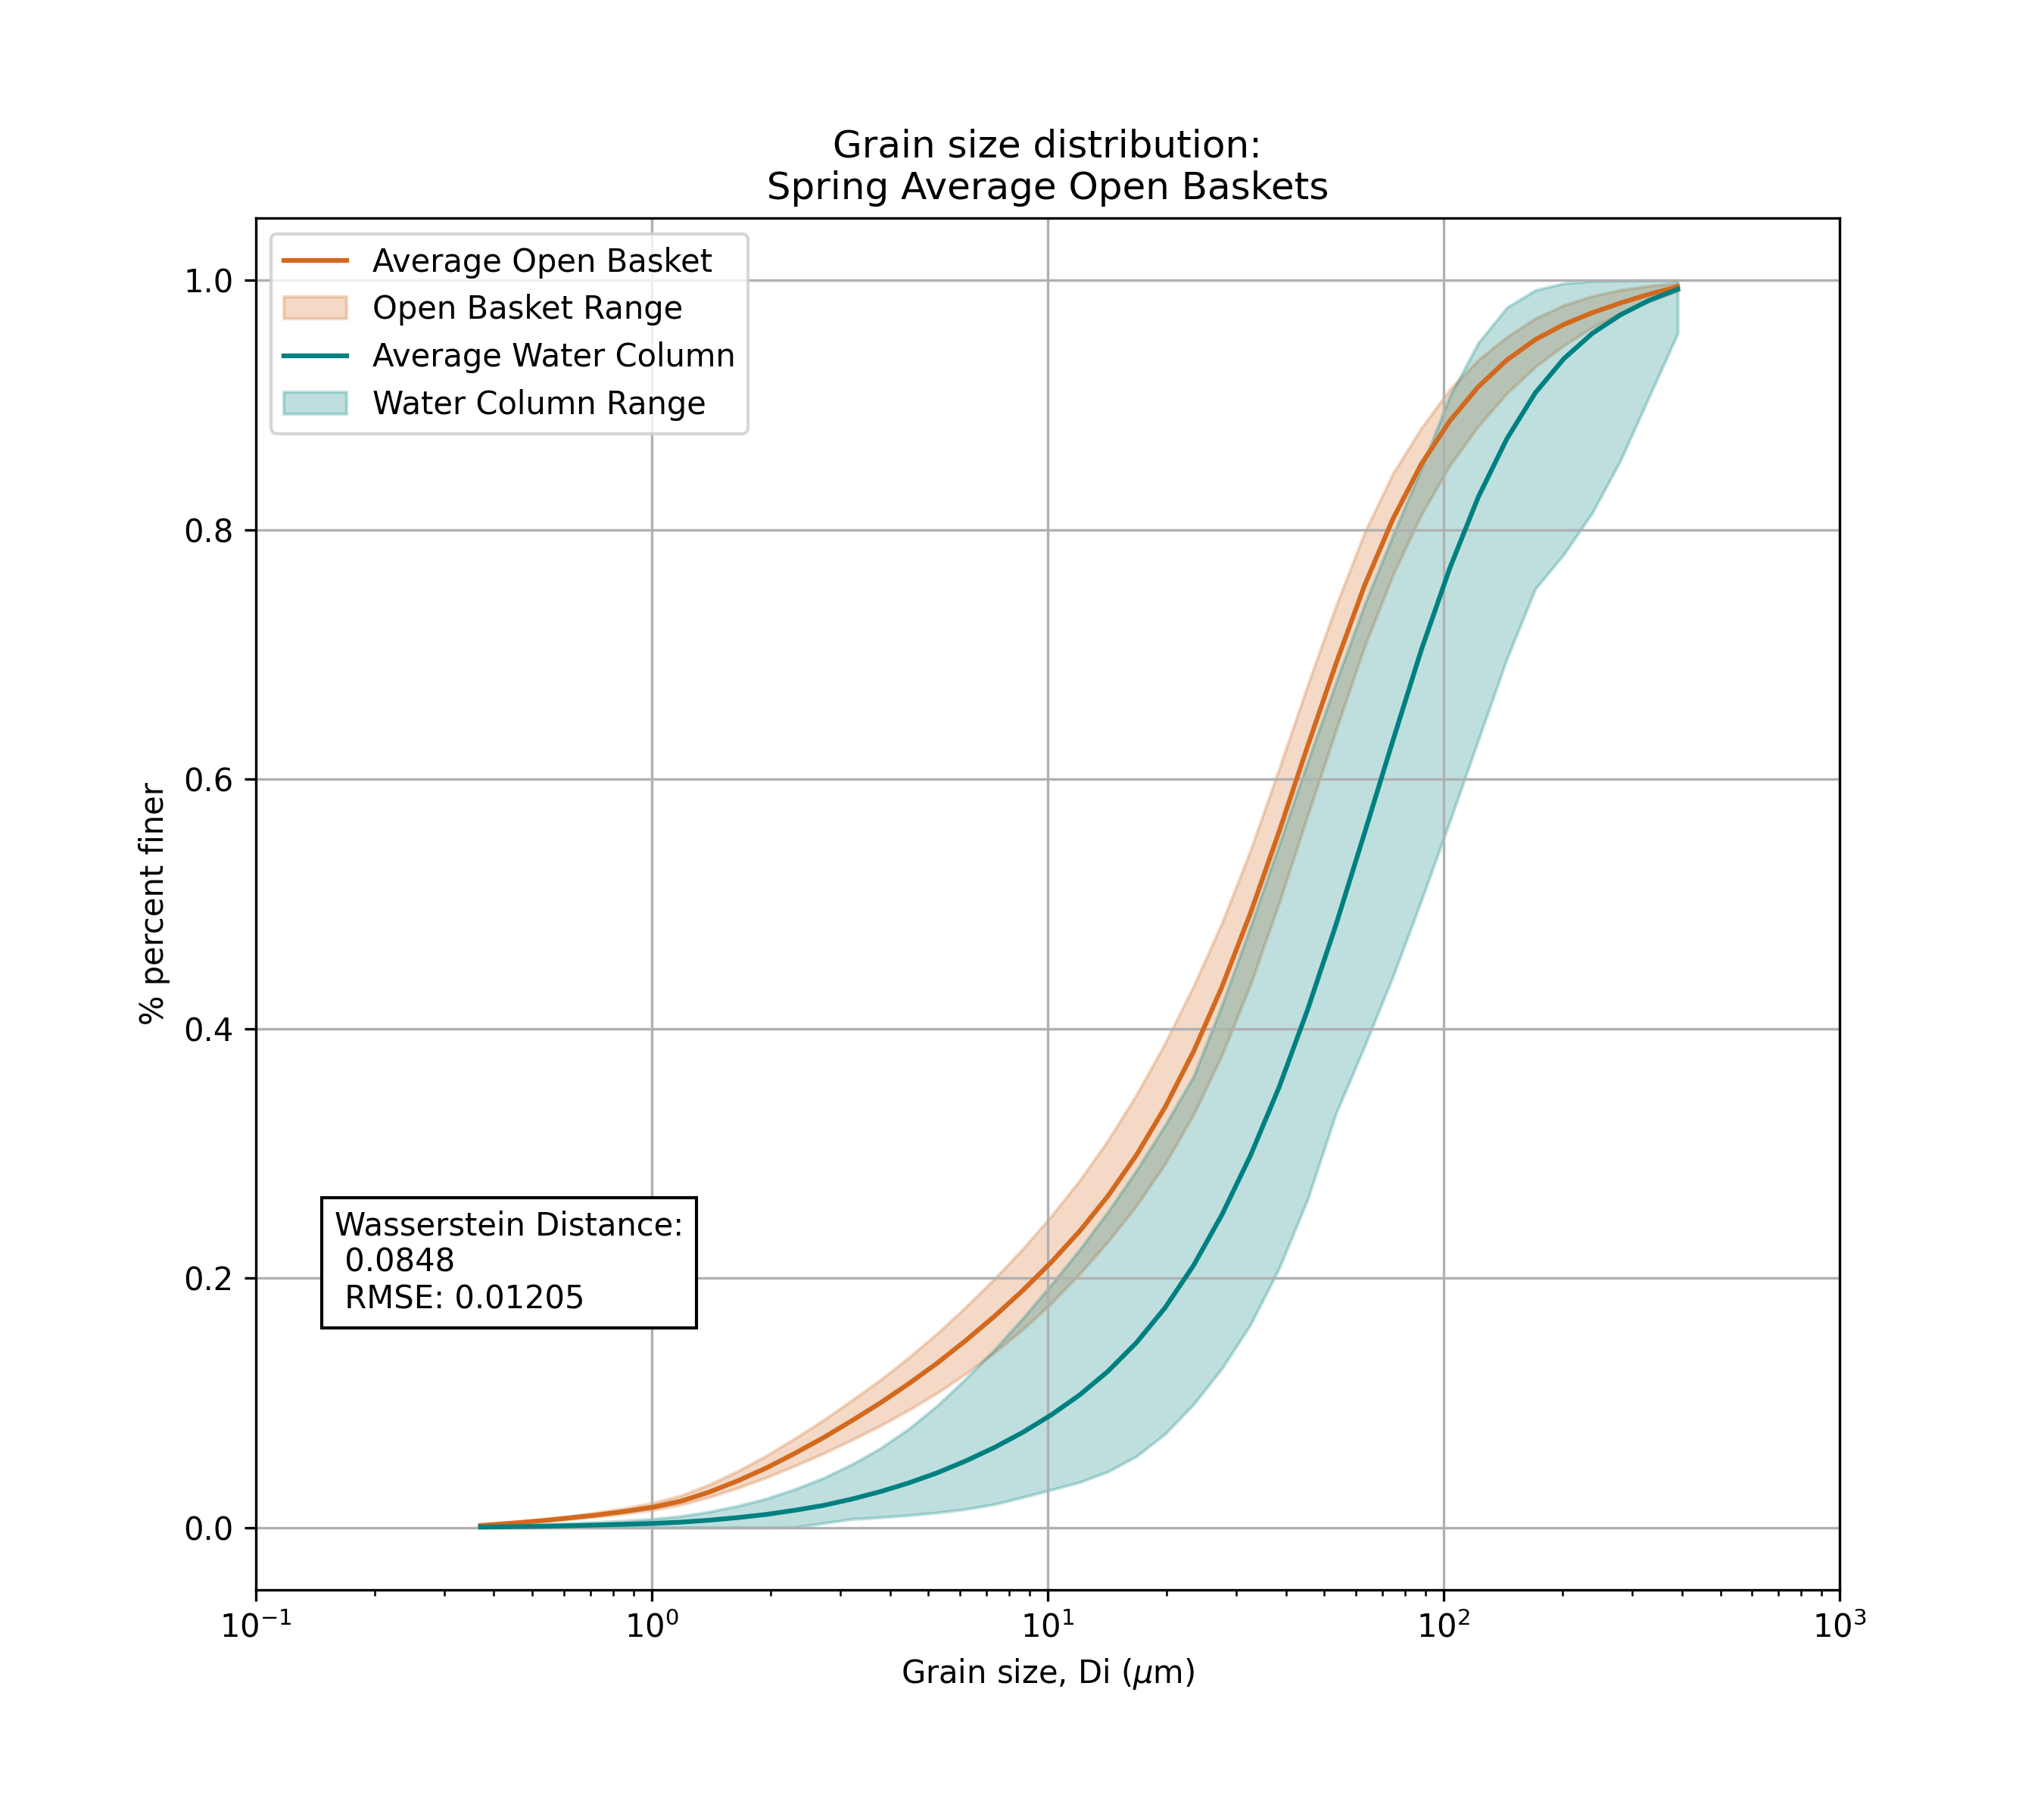 Grain size distribution:
Spring Average Open Baskets
Average Open Basket
Open Basket Range
Average Water Column
Water Column Range
1.0
0.8
0.6
0.4
0.2
0.0
% percent finer
Wasserstein Distance:
0.0848
RMSE: 0.01205
10⁻¹ 10⁰ 10¹ 10² 10³
Grain size, Di (μm)